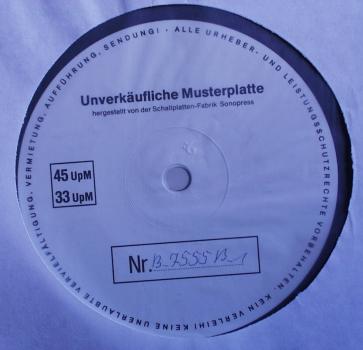 ALLE URHEBER- UND LEISTUNGSSCHUTZRECHTE VORBEHALTEN. KEIN VERLEIH! KEINE UNERLAUBTE VERVIELFÄLTIGUNG, VERMIETUNG, AUFFÜHRUNG, SENDUNG! ·
Unverkäufliche Musterplatte
hergestellt von der Schallplatten-Fabrik Sonopress
45 UpM
33 UpM
Nr. B-7555 B-1